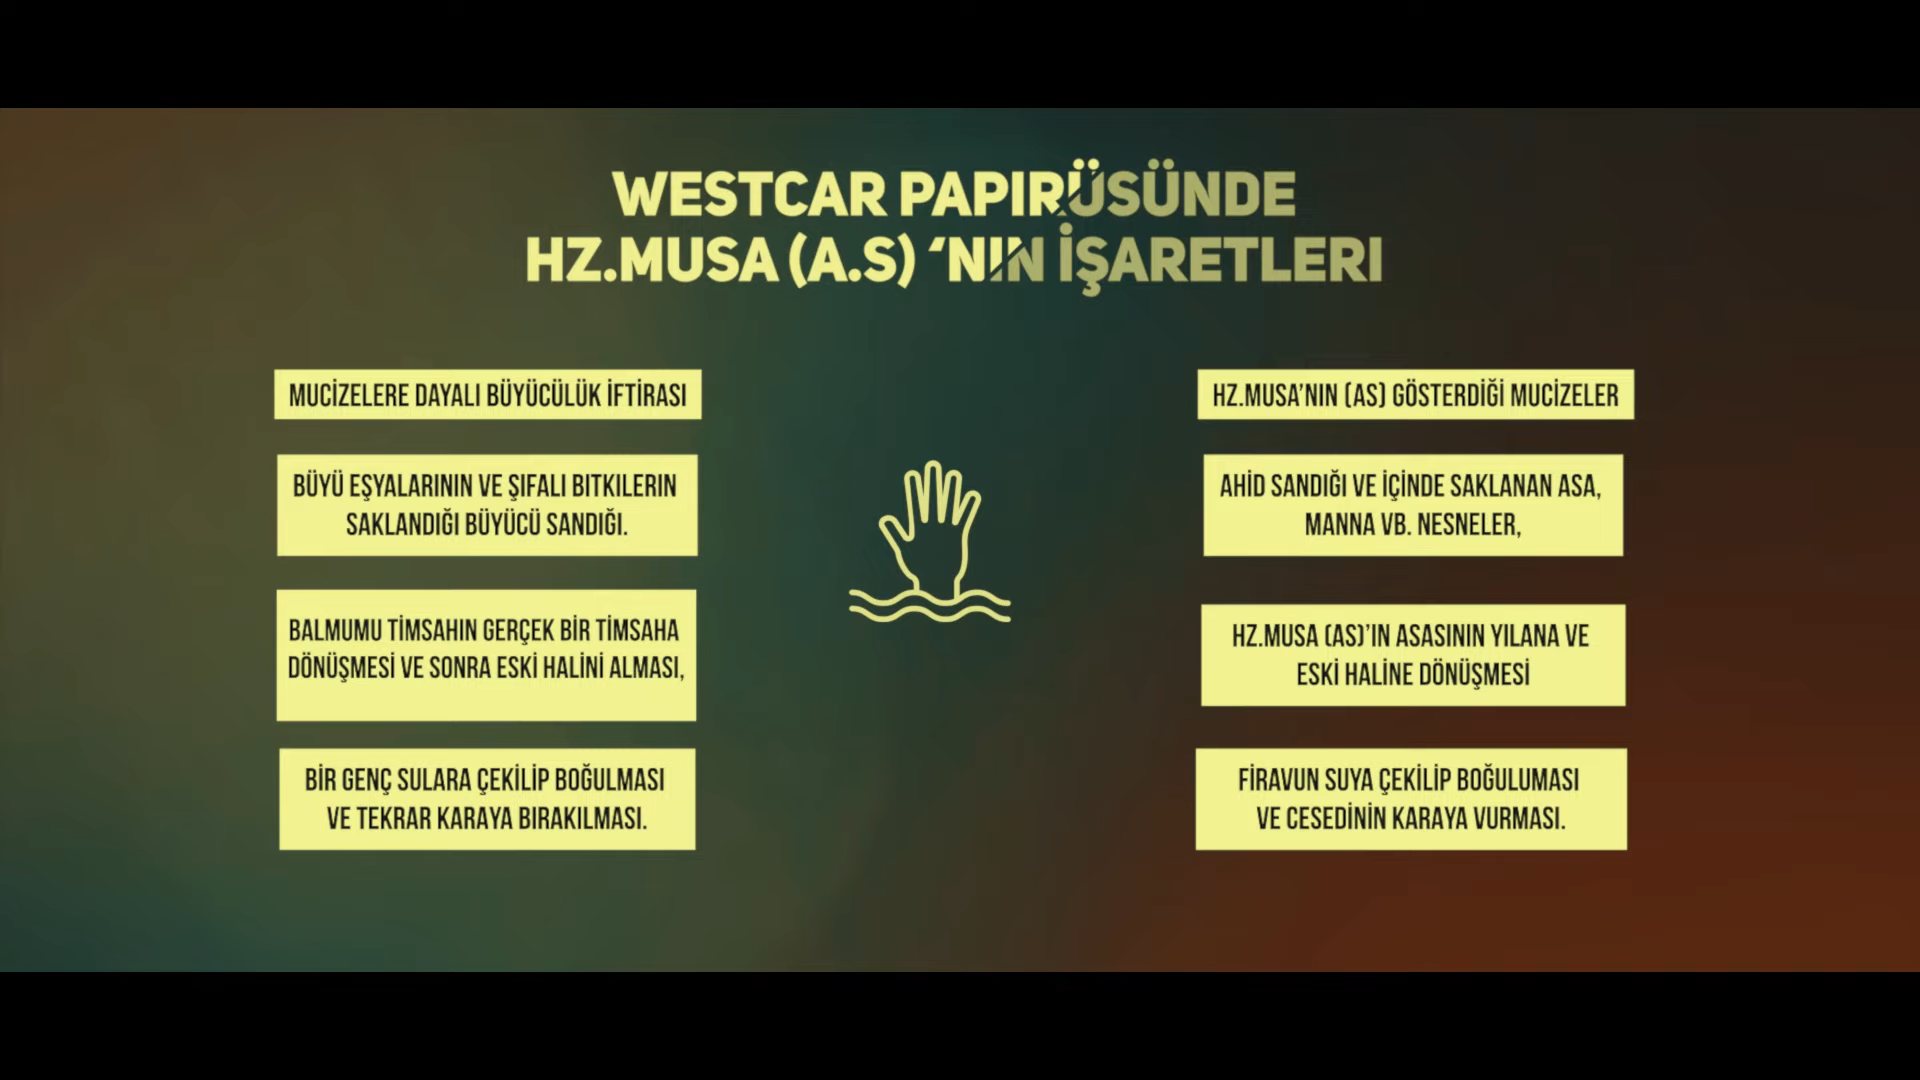 WESTCAR PAPIRÜSÜNDE
HZ.MUSA (A.S) ‘NIN İŞARETLERI
MUCİZELERE DAYALI BÜYÜCÜLÜK İFTİRASI
BÜYÜ EŞYALARININ VE ŞIFALI BITKILERIN
SAKLANDIĞI BÜYÜCÜ SANDIĞI.
BALMUMU TİMSAHIN GERÇEK BİR TİMSAHA
DÖNÜŞMESİ VE SONRA ESKİ HALİNİ ALMASI,
BİR GENÇ SULARA ÇEKİLİP BOĞULMASI
VE TEKRAR KARAYA BIRAKILMASI.
HZ.MUSA’NIN (AS) GÖSTERDİĞİ MUCİZELER
AHİD SANDIĞI VE İÇİNDE SAKLANAN ASA,
MANNA VB. NESNELER,
HZ.MUSA (AS)’IN ASASININ YILANA VE
ESKİ HALİNE DÖNÜŞMESİ
FİRAVUN SUYA ÇEKİLİP BOĞULUMASI
VE CESEDİNİN KARAYA VURMASI.